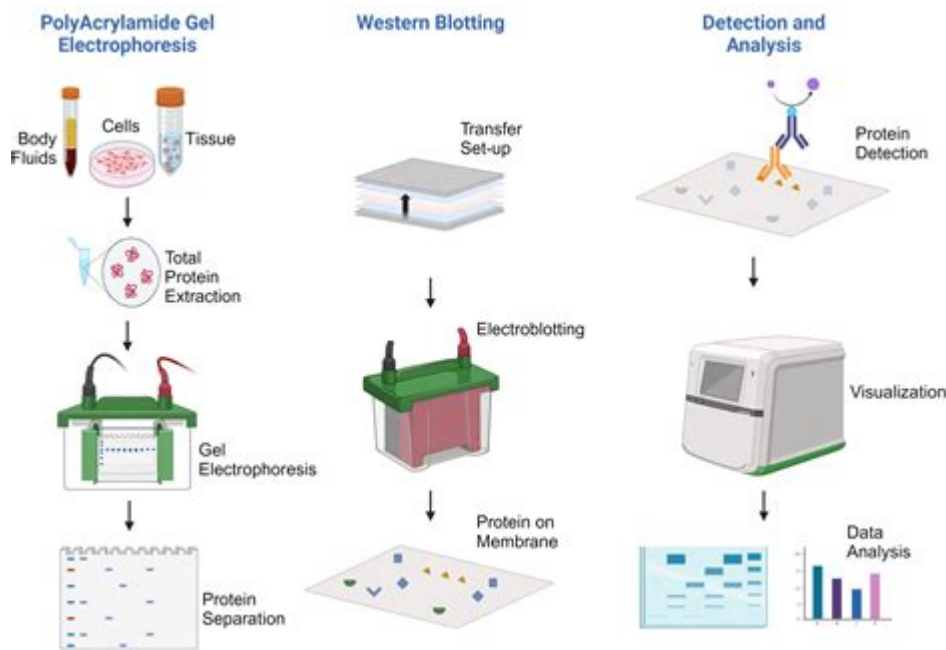 PolyAcrylamide Gel
Electrophoresis
Body
Fluids
Cells
Tissue
Total
Protein
Extraction
Gel
Electrophoresis
Protein
Separation
Western Blotting
Transfer
Set-up
Electroblotting
Protein on
Membrane
Detection and
Analysis
Protein
Detection
Visualization
Data
Analysis